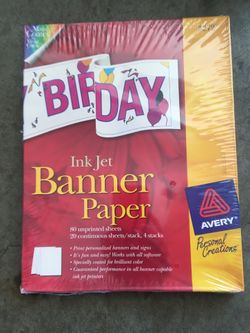 BIRDAY
Ink Jet
Banner
Paper
80 unprinted sheets
20 continuous sheets/stack, 4 stacks
• Print personalized banners and signs
• It's fun and easy! Works with all software
• Specially coated for brilliant color
• Guaranteed performance in all banner capable
ink jet printers
AVERY
Personal
Creations